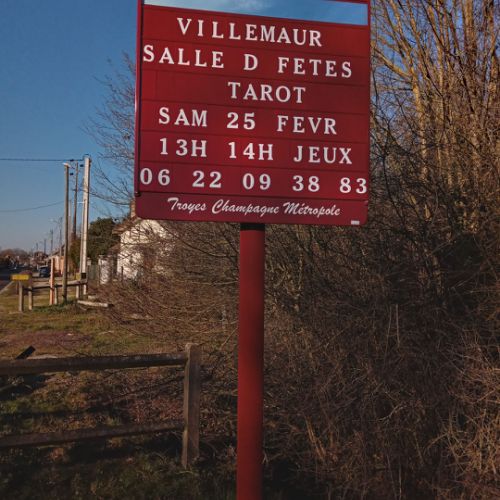 VILLEMAUR
SALLE D FETES
TAROT
SAM 25 FEVR
13H 14H JEUX
06 22 09 38 83
Troyes Champagne Métropole